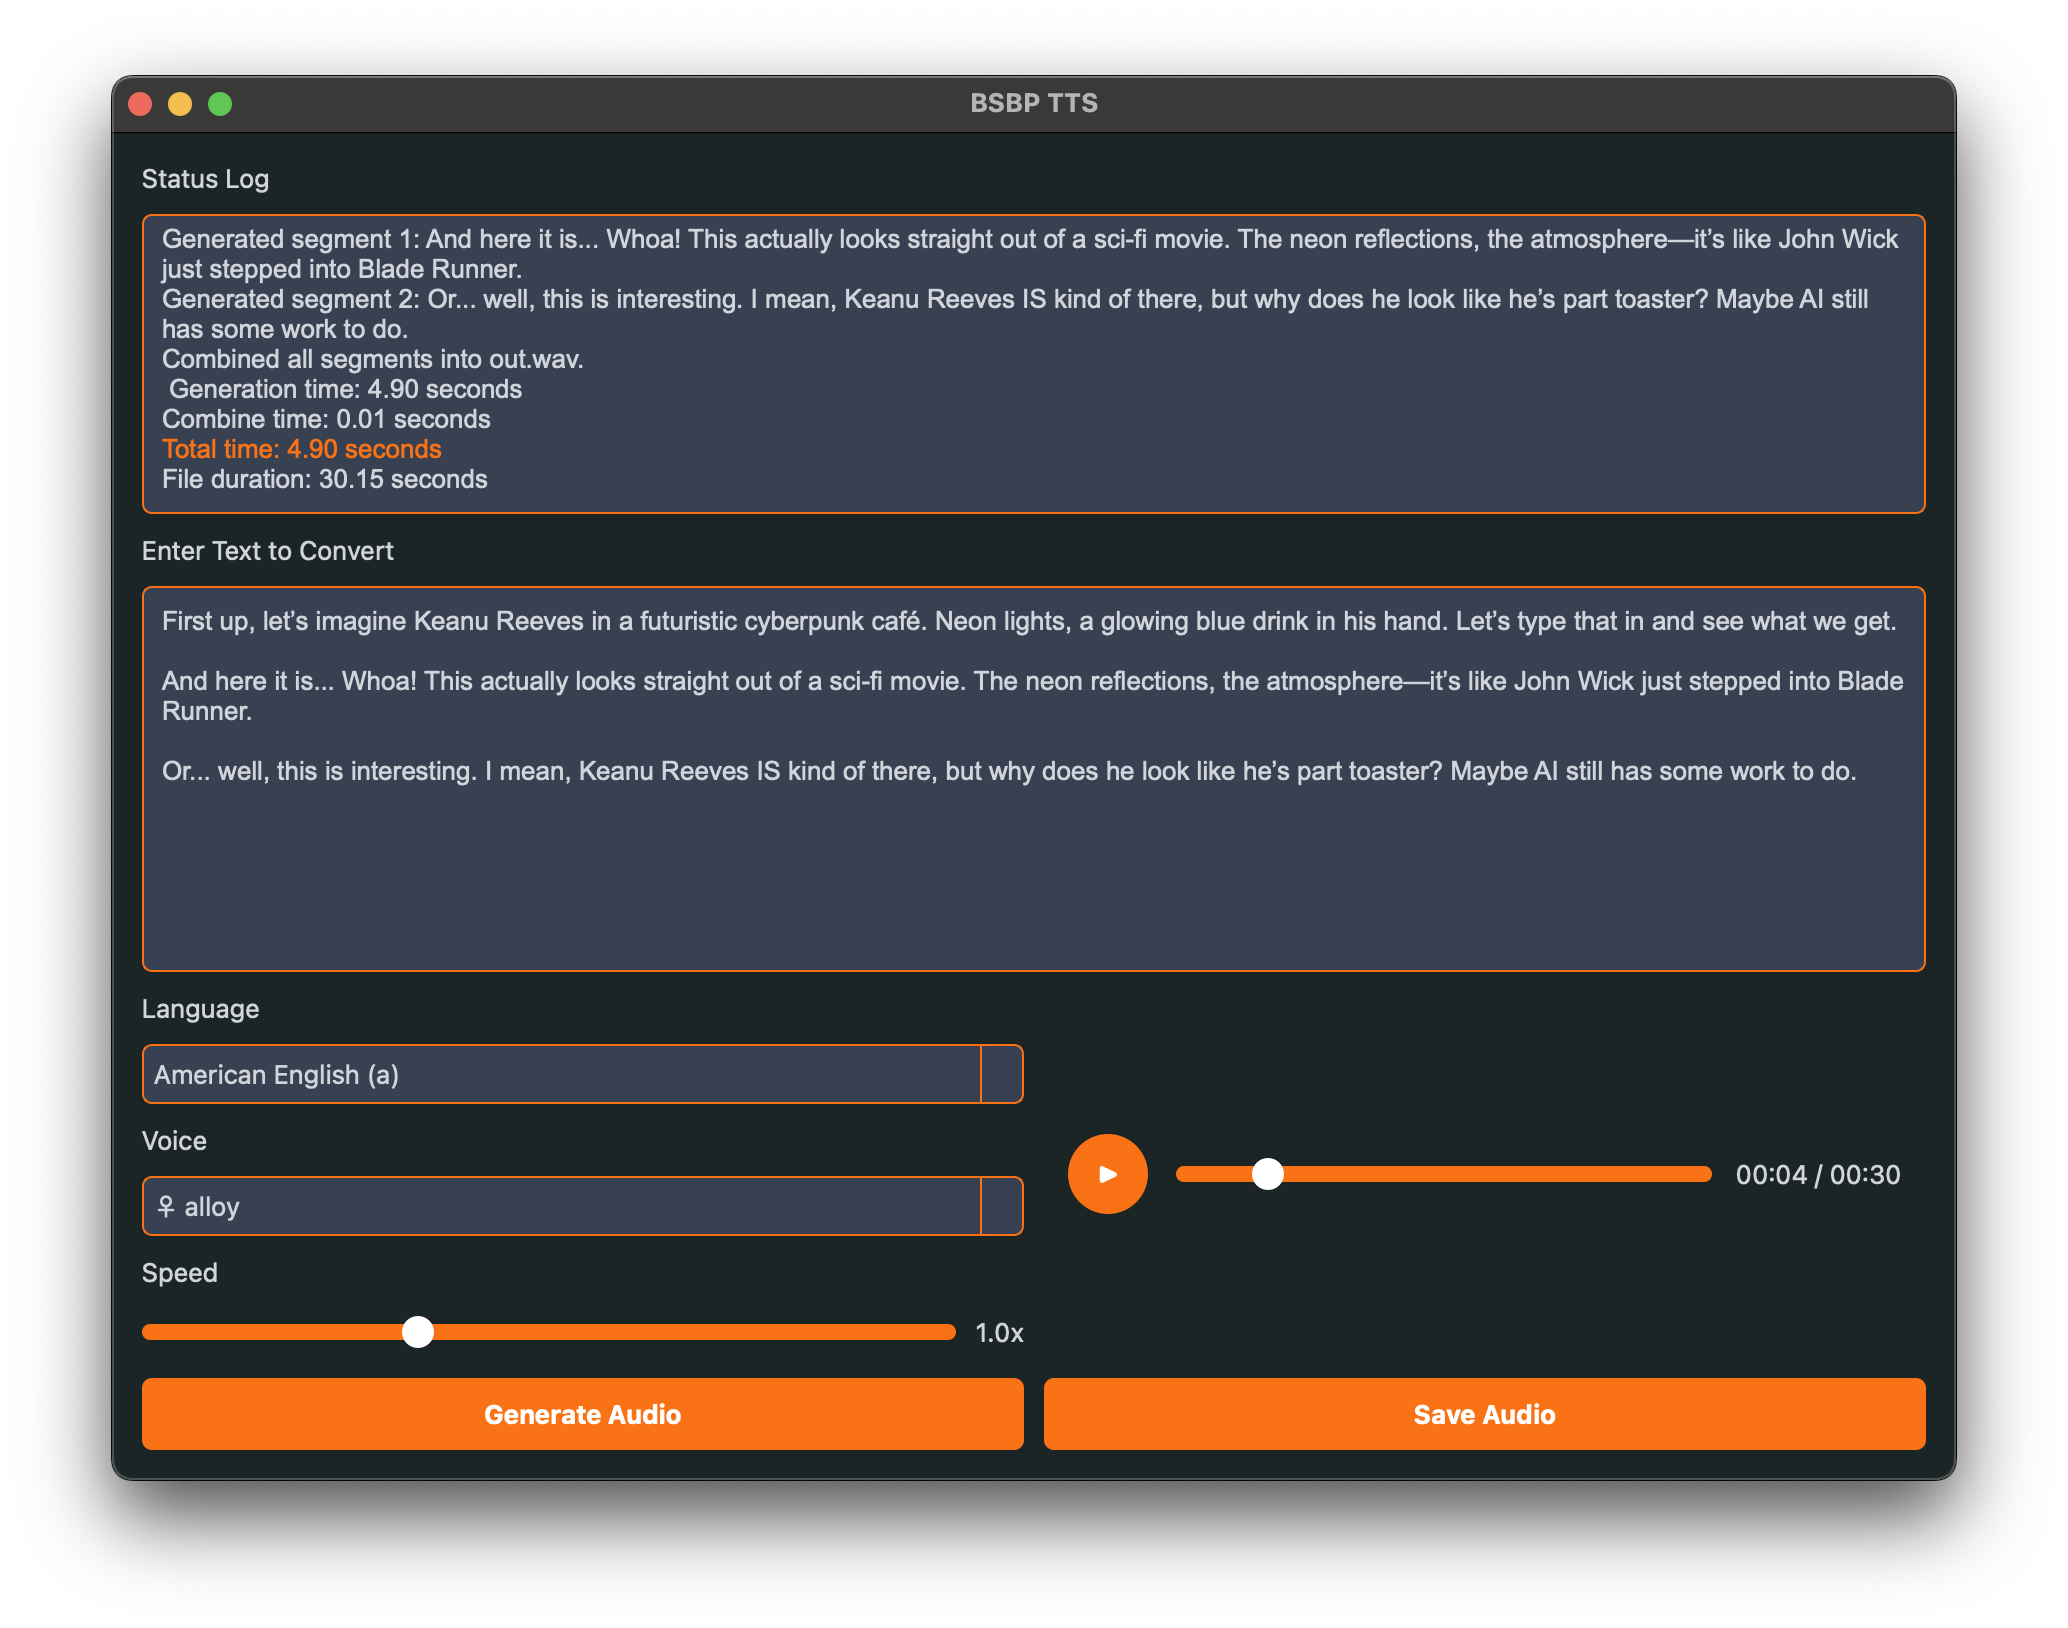 BSBP TTS
Status Log
Generated segment 1: And here it is... Whoa! This actually looks straight out of a sci-fi movie. The neon reflections, the atmosphere—it’s like John Wick
just stepped into Blade Runner.
Generated segment 2: Or... well, this is interesting. I mean, Keanu Reeves IS kind of there, but why does he look like he’s part toaster? Maybe AI still
has some work to do.
Combined all segments into out.wav.
Generation time: 4.90 seconds
Combine time: 0.01 seconds
Total time: 4.90 seconds
File duration: 30.15 seconds
Enter Text to Convert
First up, let’s imagine Keanu Reeves in a futuristic cyberpunk café. Neon lights, a glowing blue drink in his hand. Let’s type that in and see what we get.
And here it is... Whoa! This actually looks straight out of a sci-fi movie. The neon reflections, the atmosphere—it’s like John Wick just stepped into Blade
Runner.
Or... well, this is interesting. I mean, Keanu Reeves IS kind of there, but why does he look like he’s part toaster? Maybe AI still has some work to do.
Language
American English (a)
Voice
♀ alloy
00:04 / 00:30
Speed
1.0x
Generate Audio
Save Audio